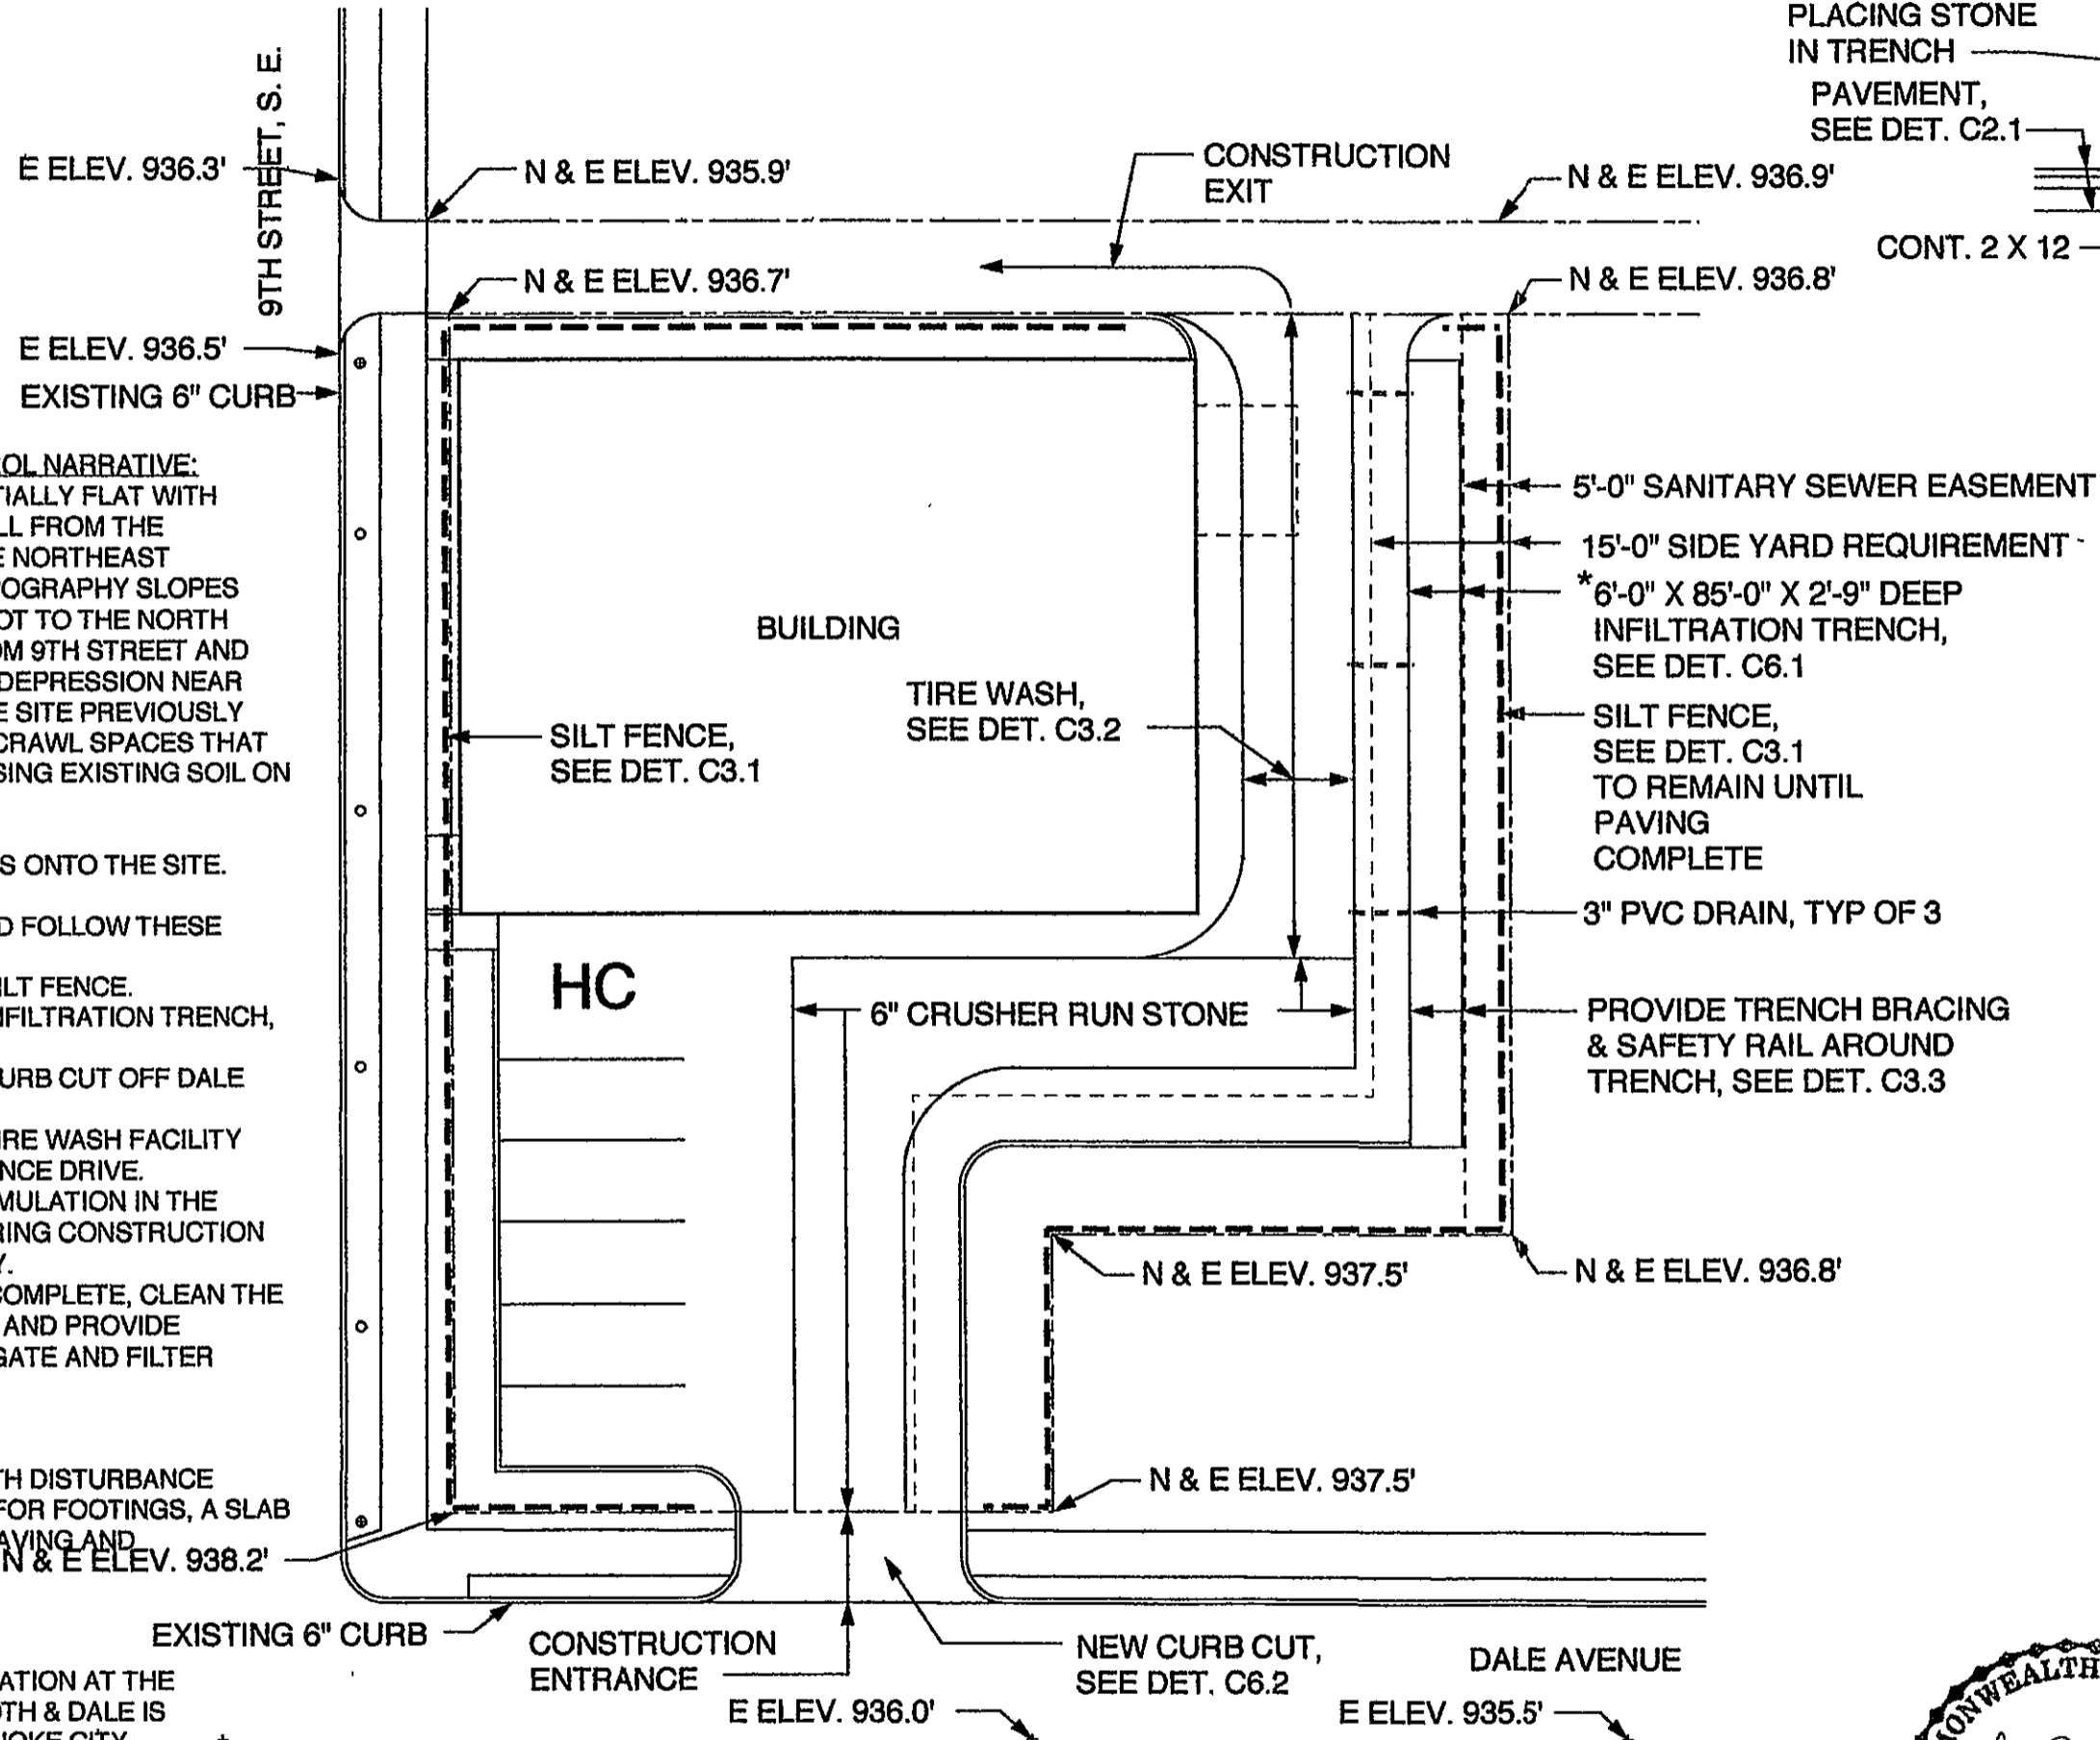 PLACING STONE
IN TRENCH
PAVEMENT,
SEE DET. C2.1
CONT. 2 X 12
9TH STREET, S. E.
E ELEV. 936.3'
N & E ELEV. 935.9'
CONSTRUCTION
EXIT
N & E ELEV. 936.9'
N & E ELEV. 936.7'
N & E ELEV. 936.8'
E ELEV. 936.5'
EXISTING 6" CURB
OL NARRATIVE:
TIALLY FLAT WITH
LL FROM THE
E NORTHEAST
POGRAPHY SLOPES
OT TO THE NORTH
OM 9TH STREET AND
DEPRESSION NEAR
E SITE PREVIOUSLY
CRAWL SPACES THAT
SING EXISTING SOIL ON
S ONTO THE SITE.
D FOLLOW THESE
ILT FENCE.
NFILTRATION TRENCH,
URB CUT OFF DALE
IRE WASH FACILITY
NCE DRIVE.
MULATION IN THE
RING CONSTRUCTION
Y.
COMPLETE, CLEAN THE
AND PROVIDE
GATE AND FILTER
TH DISTURBANCE
FOR FOOTINGS, A SLAB
AVING AND
N & E ELEV. 938.2'
BUILDING
TIRE WASH,
SEE DET. C3.2
SILT FENCE,
SEE DET. C3.1
HC
6" CRUSHER RUN STONE
5'-0" SANITARY SEWER EASEMENT
15'-0" SIDE YARD REQUIREMENT
*6'-0" X 85'-0" X 2'-9" DEEP
INFILTRATION TRENCH,
SEE DET. C6.1
SILT FENCE,
SEE DET. C3.1
TO REMAIN UNTIL
PAVING
COMPLETE
3" PVC DRAIN, TYP OF 3
PROVIDE TRENCH BRACING
& SAFETY RAIL AROUND
TRENCH, SEE DET. C3.3
N & E ELEV. 937.5'
N & E ELEV. 936.8'
N & E ELEV. 937.5'
EXISTING 6" CURB
CONSTRUCTION
ENTRANCE
NEW CURB CUT,
SEE DET. C6.2
DALE AVENUE
E ELEV. 936.0'
E ELEV. 935.5'
ATION AT THE
TH & DALE IS
NOKE CITY
MONWEALTH